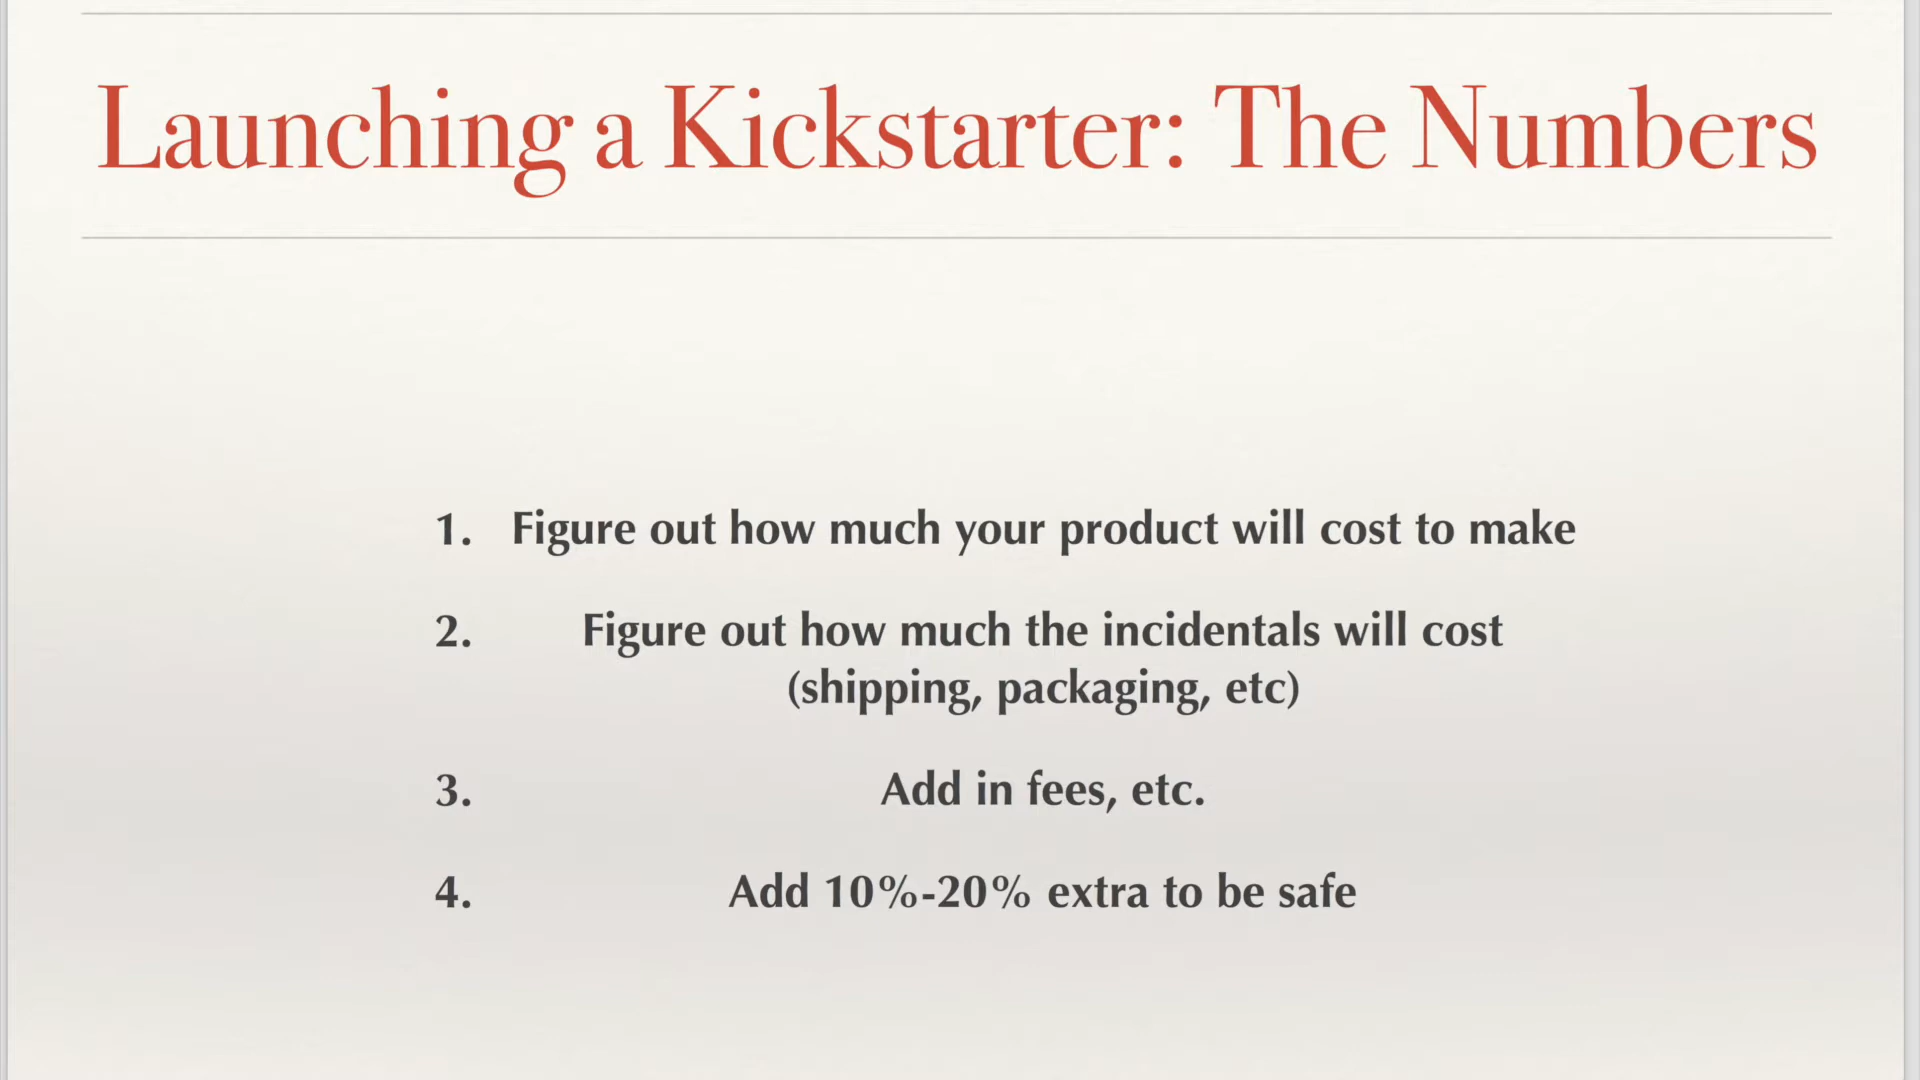 Launching a Kickstarter: The Numbers
1. Figure out how much your product will cost to make
2. Figure out how much the incidentals will cost
(shipping, packaging, etc)
3. Add in fees, etc.
4. Add 10%-20% extra to be safe